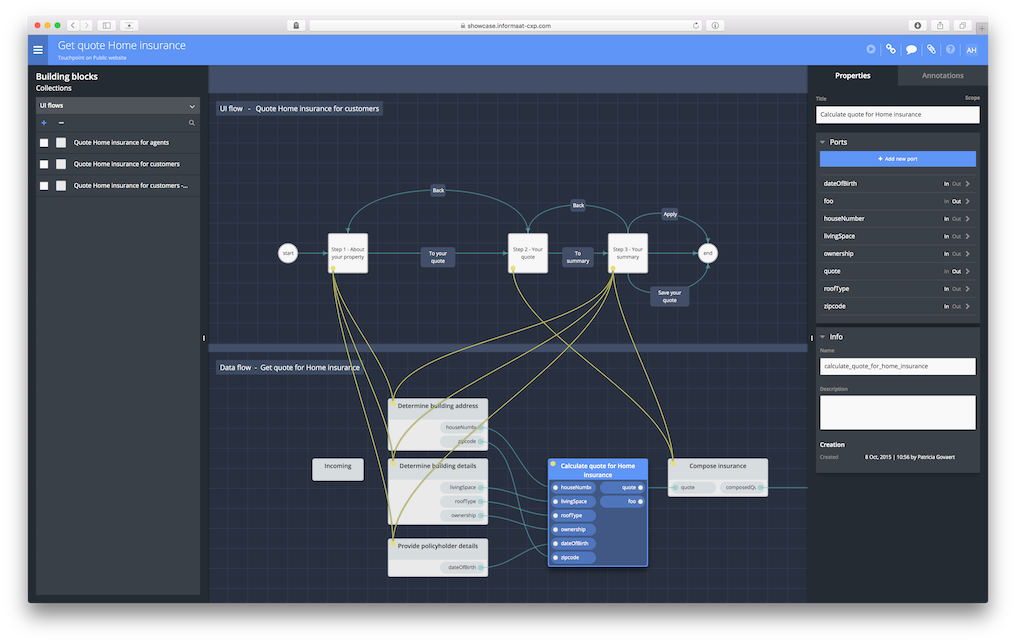 showcase.informaat-cxp.com
Get quote Home insurance
Touchpoint on Public website
AH
Building blocks
Collections
UI flows
Quote Home insurance for agents
Quote Home insurance for customers
Quote Home insurance for customers -...
UI flow - Quote Home insurance for customers
Back
Back
Apply
start
Step 1 - About
your property
To your
quote
Step 2 - Your
quote
To
summary
Step 3 - Your
summary
end
Save your
quote
Data flow - Get quote for Home insurance
Incoming
Determine building address
houseNumbe
zipcode
Determine building details
livingSpace
roofType
ownership
Provide policyholder details
dateOfBirth
Calculate quote for Home
insurance
houseNumbe quote
livingSpace foo
roofType
ownership
dateOfBirth
zipcode
Compose insurance
quote composedQu
Properties
Annotations
Title Scope
Calculate quote for Home insurance
Ports
+ Add new port
dateOfBirth In Out
foo In Out
houseNumber In Out
livingSpace In Out
ownership In Out
quote In Out
roofType In Out
zipcode In Out
Info
Name
calculate_quote_for_home_insurance
Description
Creation
Created 8 Oct, 2015 | 10:56 by Patricia Govaert